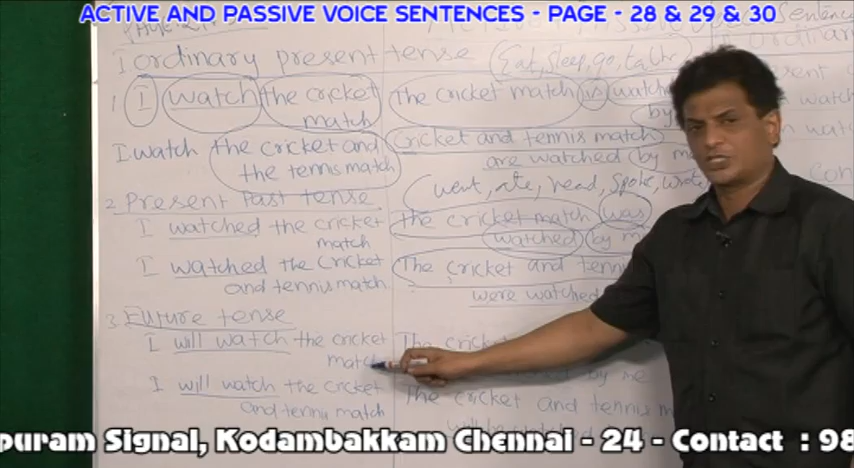 ACTIVE AND PASSIVE VOICE SENTENCES - PAGE - 28 & 29 & 30
I ordinary present tense (Eat, sleep, go, talk
1 I watch the cricket match
The cricket match is watch
by
I watch the cricket and the tennis match
Cricket and tennis match
are watched (by m
(went, ate, read, spoke, wrote
2 Present Past tense
I watched the cricket match
the cricket match was
watched by m
I watched the cricket and tennis match
The cricket and tenni
were watched
3 Future tense
I will watch the cricket match
The crick
by me
I will watch the cricket and tennis match
The cricket and tennis m
puram Signal, Kodambakkam Chennai - 24 - Contact : 98